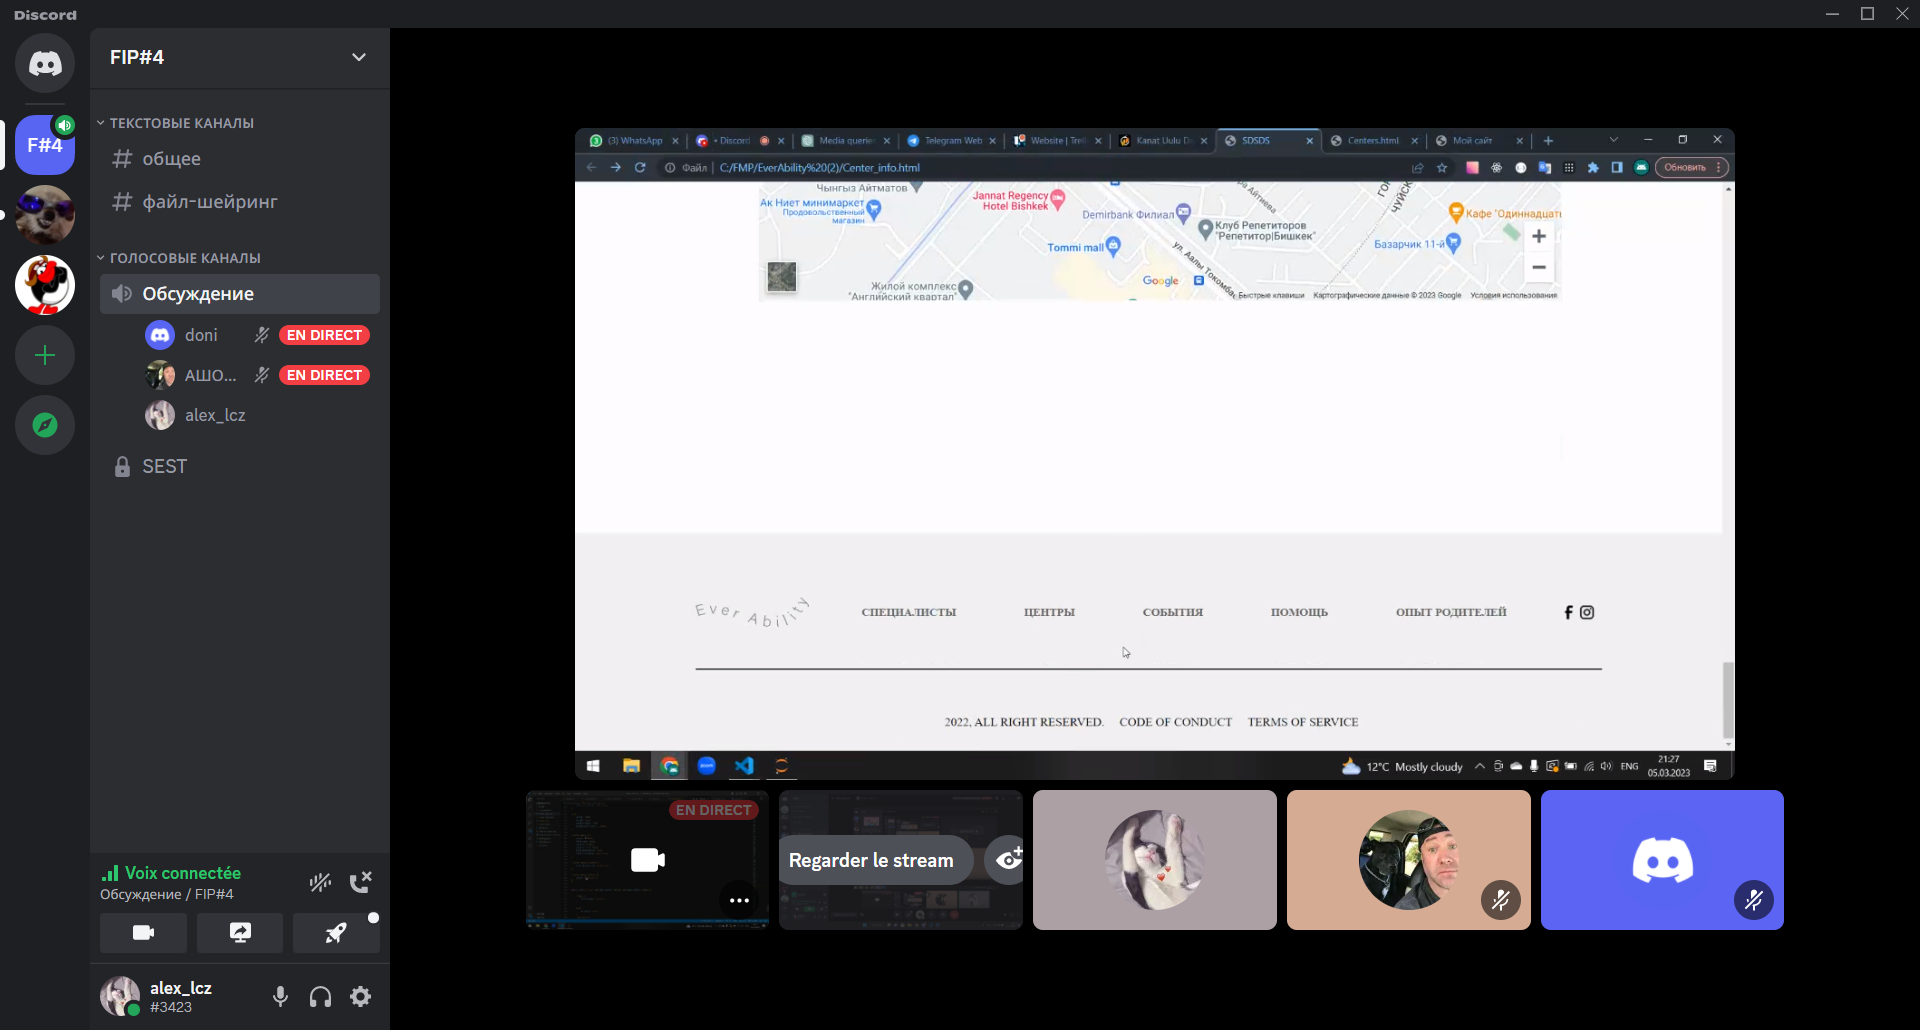 Discord
FIP#4
F#4
ТЕКСТОВЫЕ КАНАЛЫ
общее
файл-шейринг
ГОЛОСОВЫЕ КАНАЛЫ
Обсуждение
doni
EN DIRECT
АШО...
EN DIRECT
alex_lcz
SEST
Voix connectée
Обсуждение / FIP#4
alex_lcz
#3423
(3) WhatsApp
• Discord
Media querie
Telegram Web
Website | Trell
Kanat Uulu D
SDSDS
Centers.html
Мой сайт
Файл
C:/FMP/EverAbility%20(2)/Center_info.html
Обновить
Чынгыз Айтматов
Ак Ниет минимаркет
Продовольственный
магазин
Jannat Regency
Hotel Bishkek
Demirbank Филиал
Клуб Репетиторов
"Репетитор|Бишкек"
Кафе "Одиннадцать
Базарчик 11-й
Tommi mall
ул. Аалы Токомба
Жилой комплекс
"Английский квартал"
Google
Быстрые клавиши
Картографические данные © 2023 Google
Условия использования
Ever Ability
СПЕЦИАЛИСТЫ
ЦЕНТРЫ
СОБЫТИЯ
ПОМОЩЬ
ОПЫТ РОДИТЕЛЕЙ
2022. ALL RIGHT RESERVED.
CODE OF CONDUCT
TERMS OF SERVICE
12°C Mostly cloudy
ENG
21:27
05.03.2023
EN DIRECT
Regarder le stream